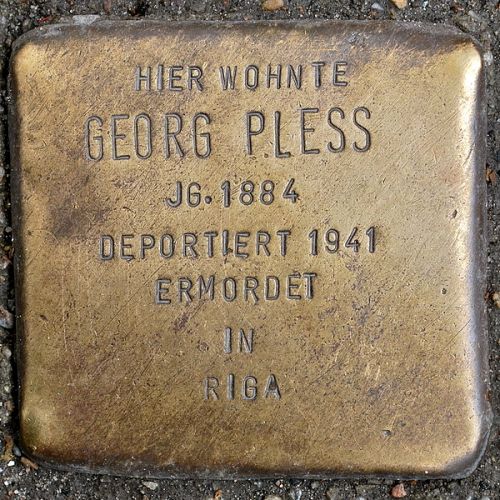 HIER WOHNTE
GEORG PLESS
JG. 1884
DEPORTIERT 1941
ERMORDET
IN
RIGA